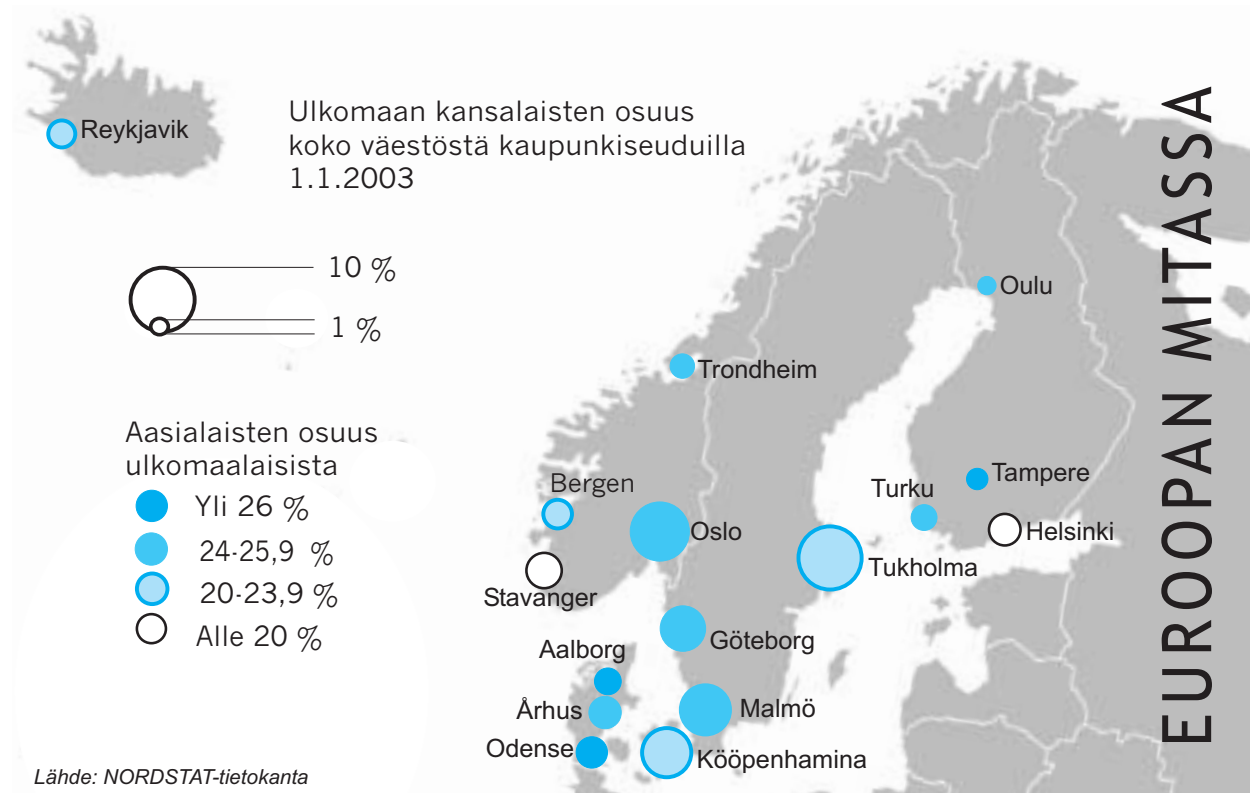 Reykjavik
Ulkomaan kansalaisten osuus
koko väestöstä kaupunkiseuduilla
1.1.2003
10 %
1 %
Aasialaisten osuus
ulkomaalaisista
Yli 26 %
24-25,9 %
20-23,9 %
Alle 20 %
Oulu
Trondheim
Bergen
Oslo
Stavanger
Turku
Tampere
Helsinki
Tukholma
Göteborg
Aalborg
Århus
Malmö
Odense
Kööpenhamina
EUROOPAN MITASSA
Lähde: NORDSTAT-tietokanta